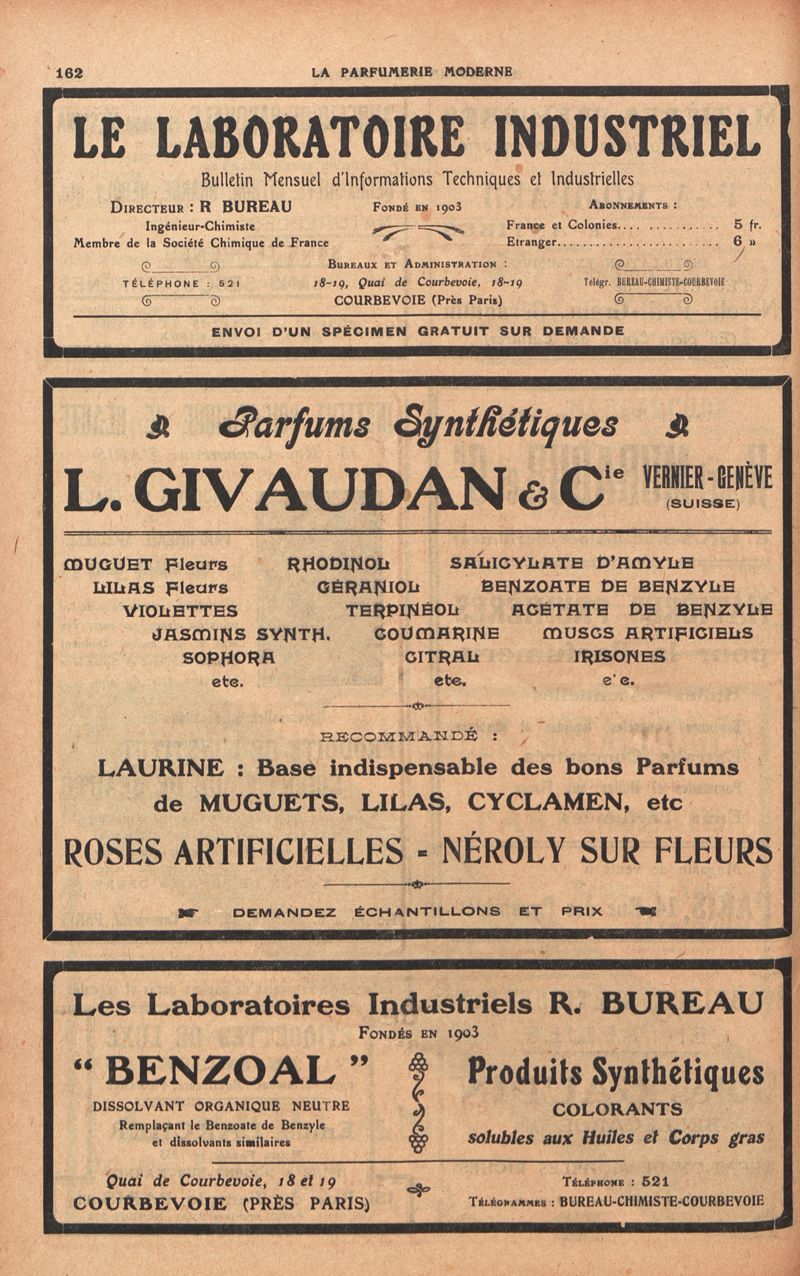 162
LA PARFUMERIE MODERNE
LE LABORATOIRE INDUSTRIEL
Bulletin Mensuel d'Informations Techniques et Industrielles
DIRECTEUR : R BUREAU
Ingénieur-Chimiste
Membre de la Société Chimique de France
FONDÉ EN 1903
ABONNEMENTS :
France et Colonies.................... 5 fr.
Etranger.............................. 6 »
TÉLÉPHONE : 521
BUREAUX ET ADMINISTRATION :
18-19, Quai de Courbevoie, 18-19
COURBEVOIE (Près Paris)
Télégr. BUREAU-CHIMISTE-COURBEVOIE
ENVOI D'UN SPÉCIMEN GRATUIT SUR DEMANDE
Parfums Synthétiques
L. GIVAUDAN & Cie VERNIER-GENÈVE
(SUISSE)
MUGUET Fleurs RHODINOL SALICYLATE D'AMYLE
LILAS Fleurs GÉRANIOL BENZOATE DE BENZYLE
VIOLETTES TERPINÉOL ACÉTATE DE BENZYLE
JASMINS SYNTH. COUMARINE MUSCS ARTIFICIELS
SOPHORA CITRAL IRISONES
etc. etc. e c.
RECOMMANDÉ :
LAURINE : Base indispensable des bons Parfums
de MUGUETS, LILAS, CYCLAMEN, etc
ROSES ARTIFICIELLES - NÉROLY SUR FLEURS
DEMANDEZ ÉCHANTILLONS ET PRIX
Les Laboratoires Industriels R. BUREAU
FONDÉS EN 1903
“ BENZOAL ”
DISSOLVANT ORGANIQUE NEUTRE
Remplaçant le Benzoate de Benzyle
et dissolvants similaires
Produits Synthétiques
COLORANTS
solubles aux Huiles et Corps gras
Quai de Courbevoie, 18 et 19
COURBEVOIE (PRÈS PARIS)
TÉLÉPHONE : 521
TÉLÉGRAMMES : BUREAU-CHIMISTE-COURBEVOIE